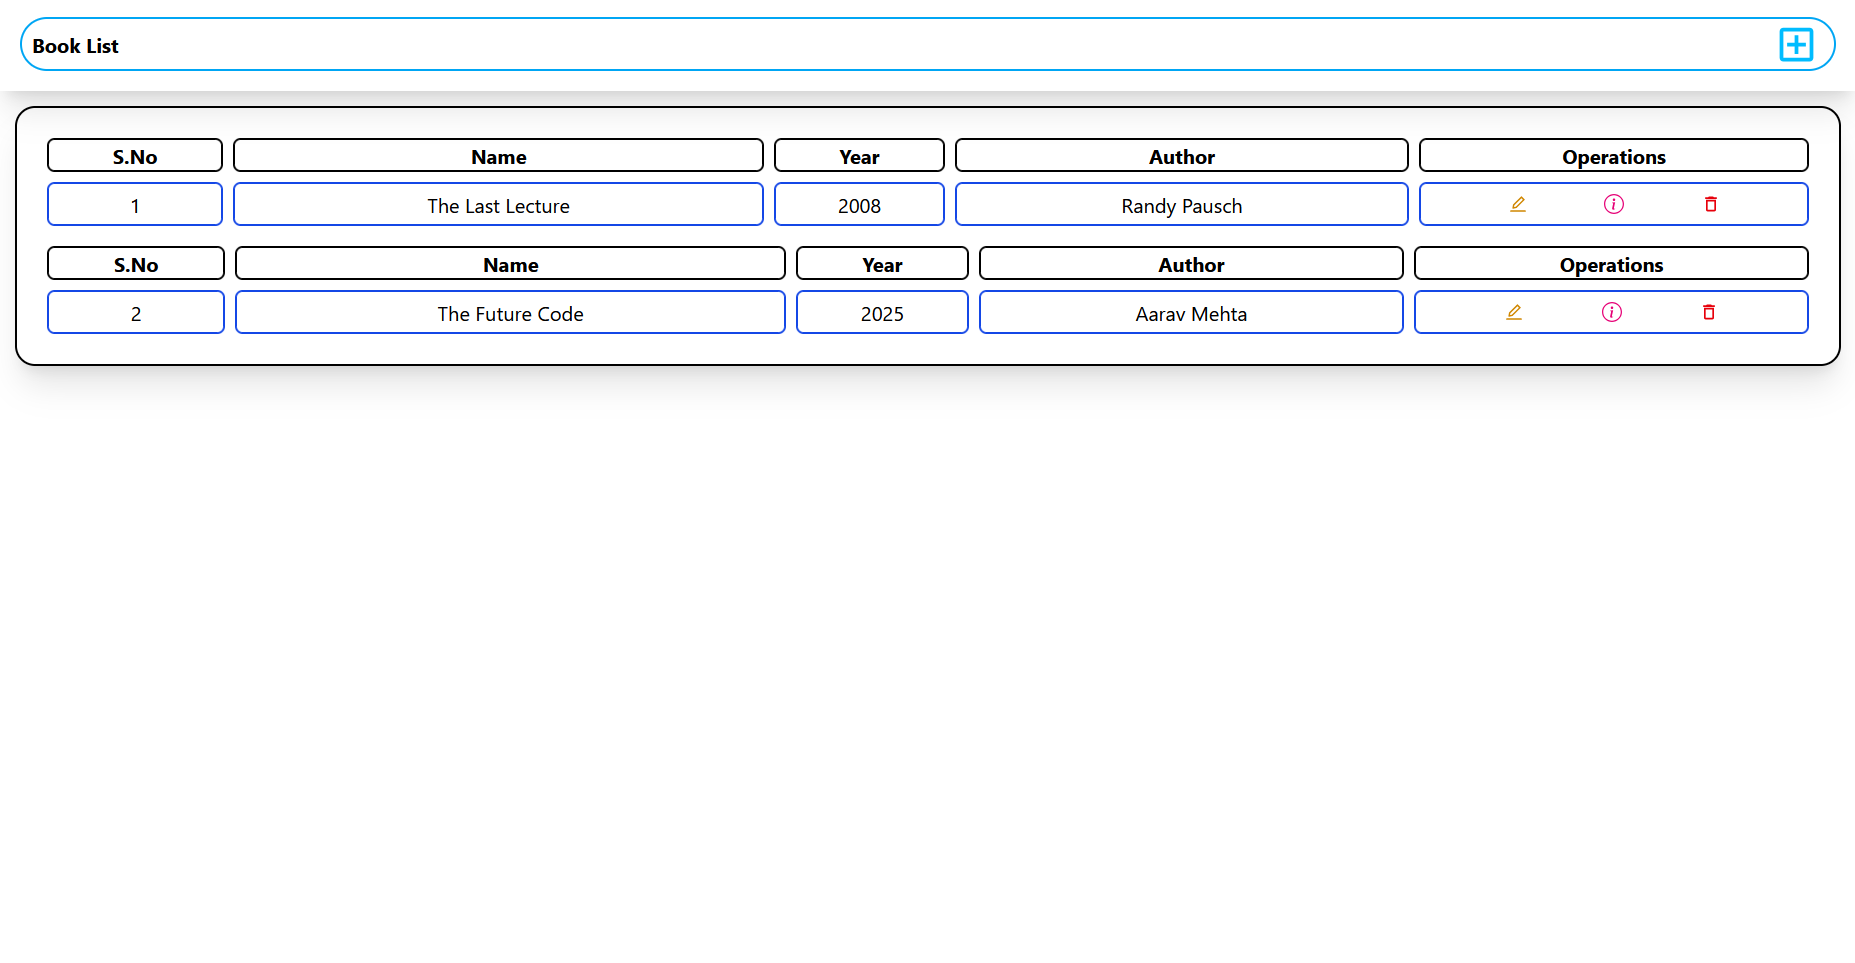 Book List
S.No Name Year Author Operations
1 The Last Lecture 2008 Randy Pausch
S.No Name Year Author Operations
2 The Future Code 2025 Aarav Mehta